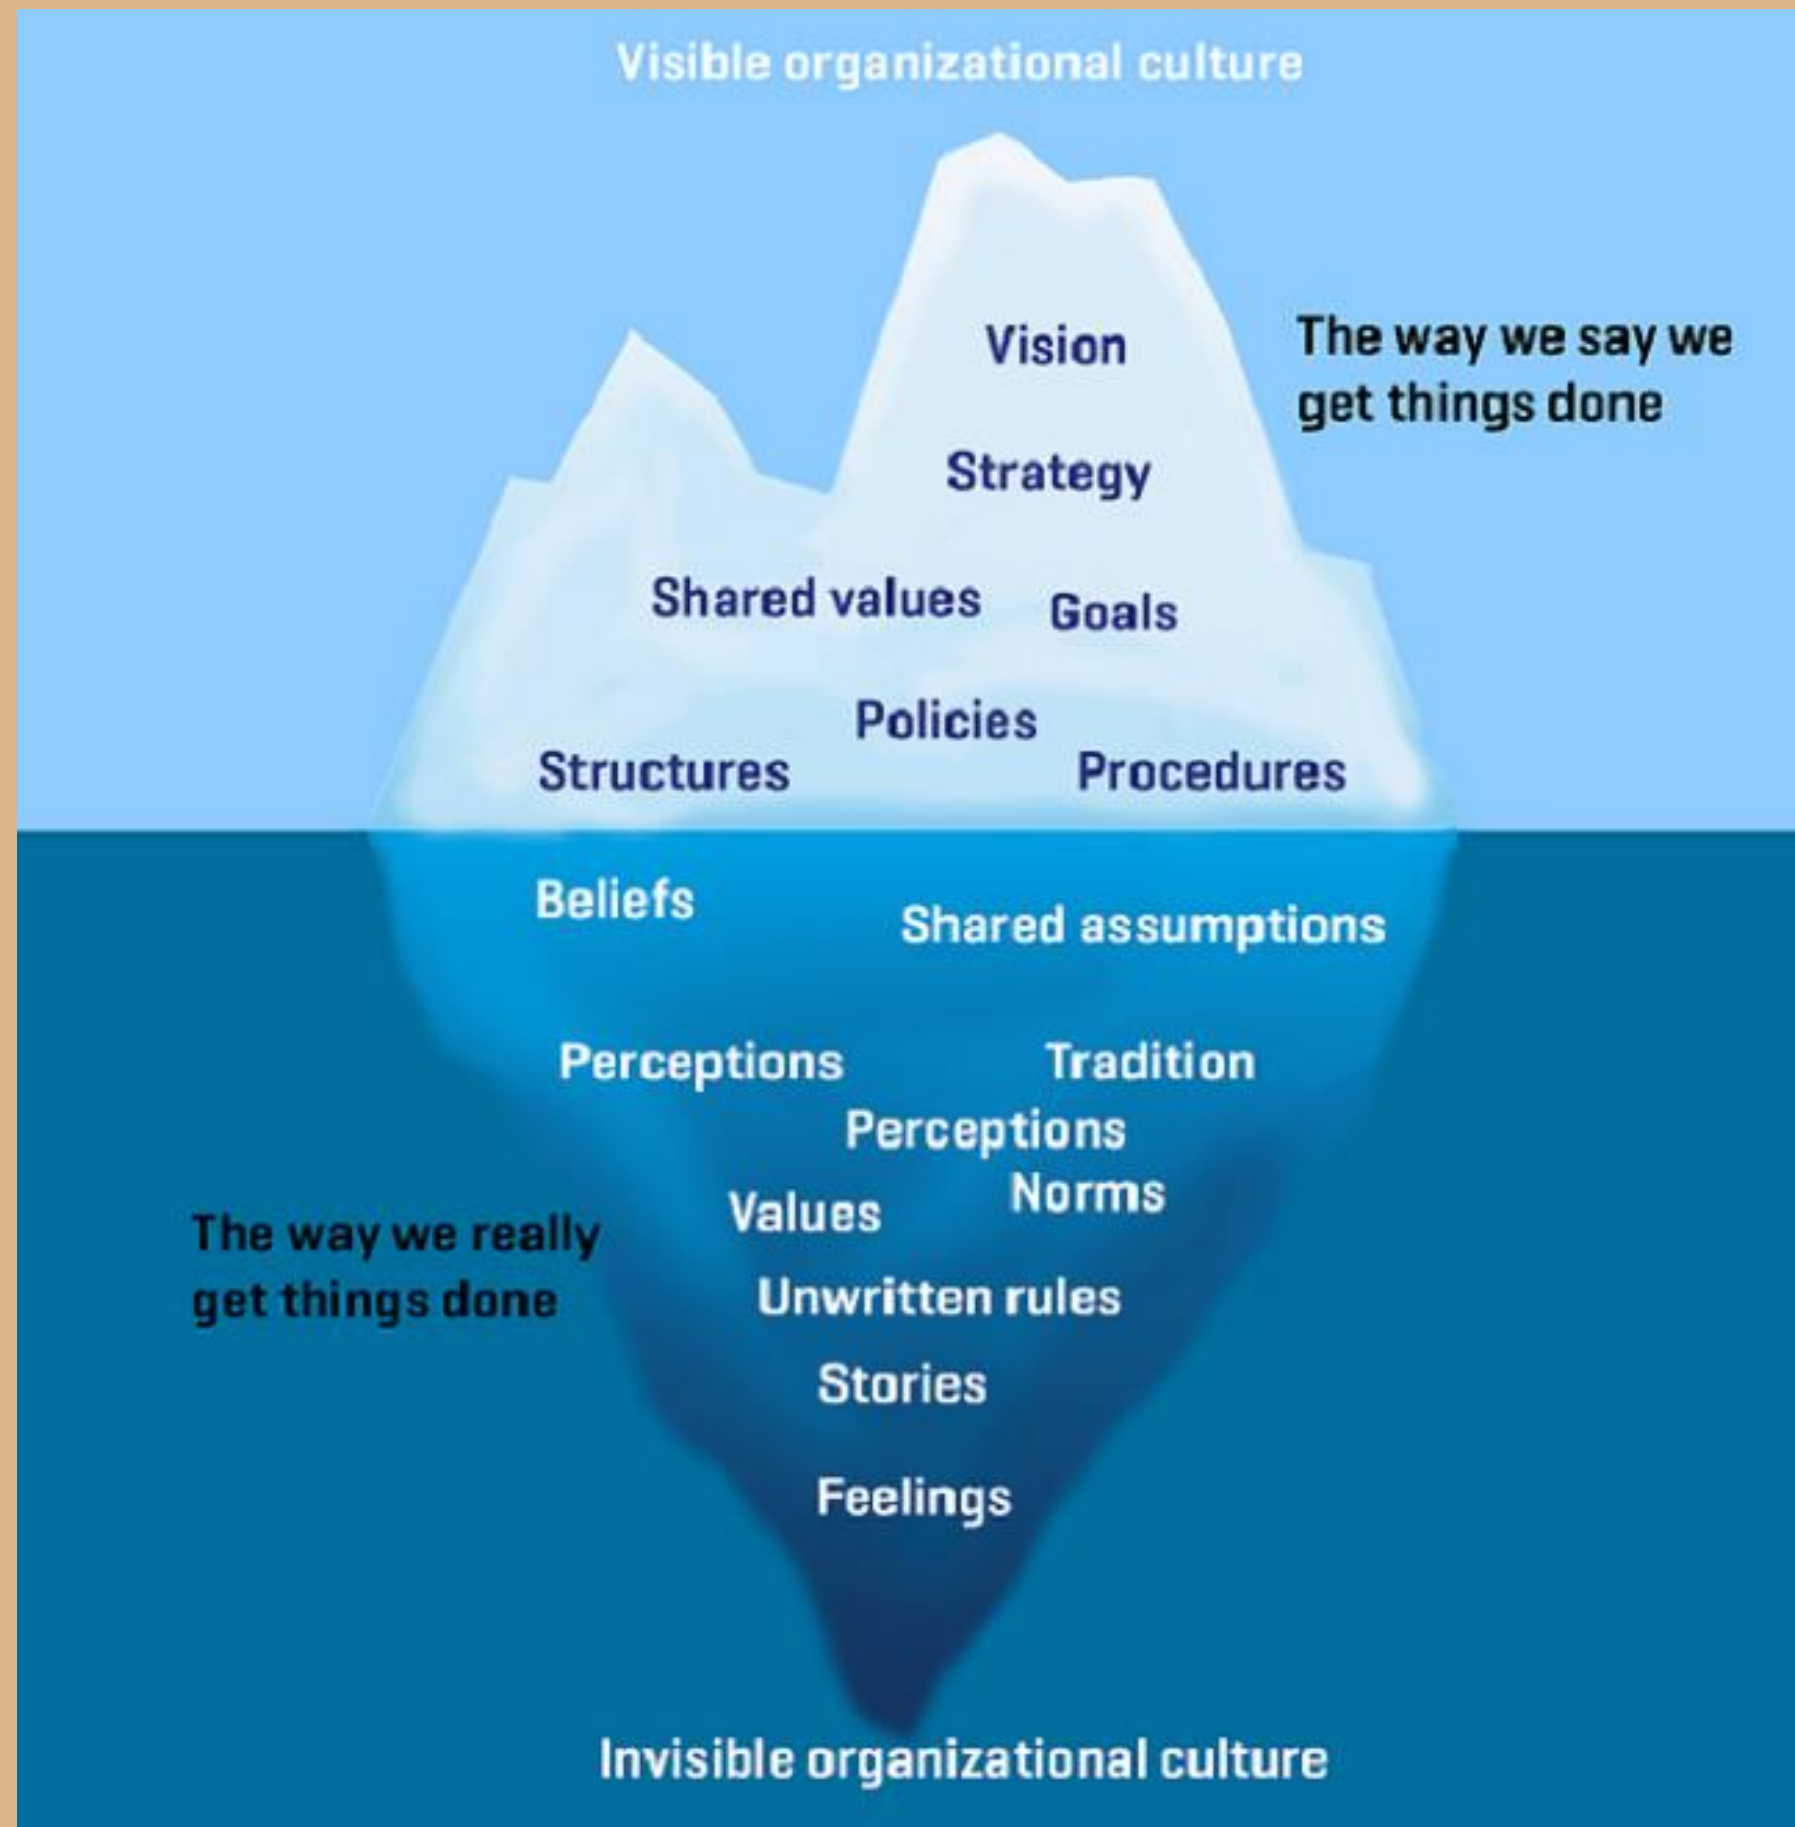 Visible organizational culture
Vision
The way we say we
get things done
Strategy
Shared values
Goals
Policies
Structures
Procedures
Beliefs
Shared assumptions
Perceptions
Tradition
Perceptions
Norms
Values
The way we really
get things done
Unwritten rules
Stories
Feelings
Invisible organizational culture